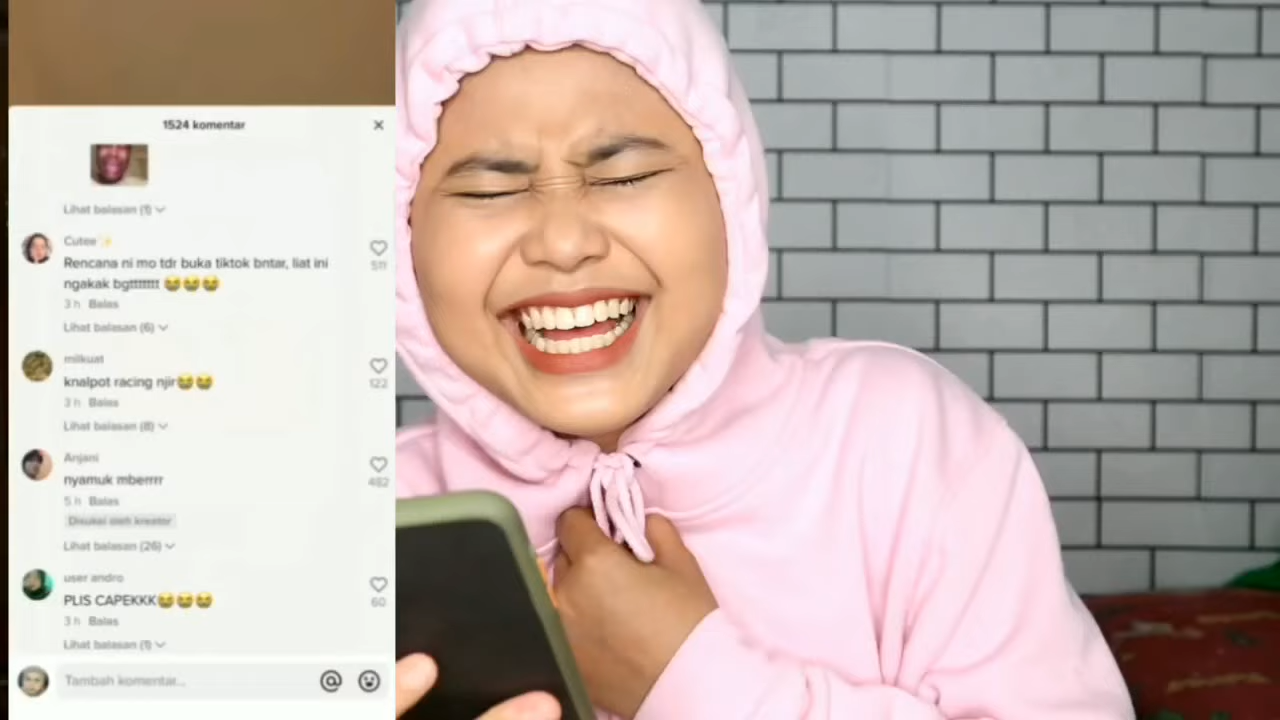 1524 komentar
Lihat balasan (1)
Cutee✨
Rencana ni mo tdr buka tiktok bntar, liat ini
ngakak bgttttttt 😭😭😭
511
3 h Balas
Lihat balasan (6)
milkuat
knalpot racing njir😭😭
122
3 h Balas
Lihat balasan (8)
Anjani
nyamuk mberrrr
482
5 h Balas
Disukai oleh kreator
Lihat balasan (26)
user andro
PLIS CAPEKKK😭😭😭
60
3 h Balas
Lihat balasan (1)
Tambah komentar...